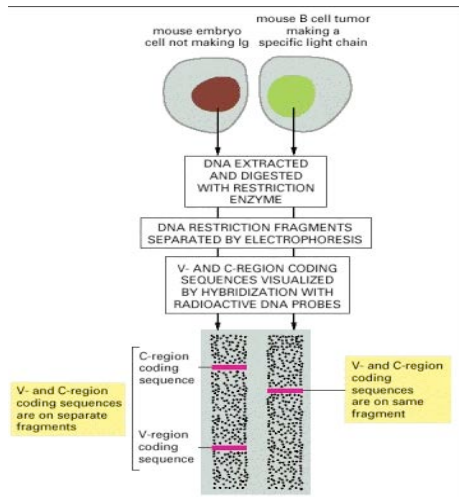 mouse embryo
cell not making Ig
mouse B cell tumor
making a
specific light chain
DNA EXTRACTED
AND DIGESTED
WITH RESTRICTION
ENZYME
DNA RESTRICTION FRAGMENTS
SEPARATED BY ELECTROPHORESIS
V- AND C-REGION CODING
SEQUENCES VISUALIZED
BY HYBRIDIZATION WITH
RADIOACTIVE DNA PROBES
V- and C-region
coding sequences
are on separate
fragments
C-region
coding
sequence
V-region
coding
sequence
V- and C-region
coding
sequences
are on same
fragment